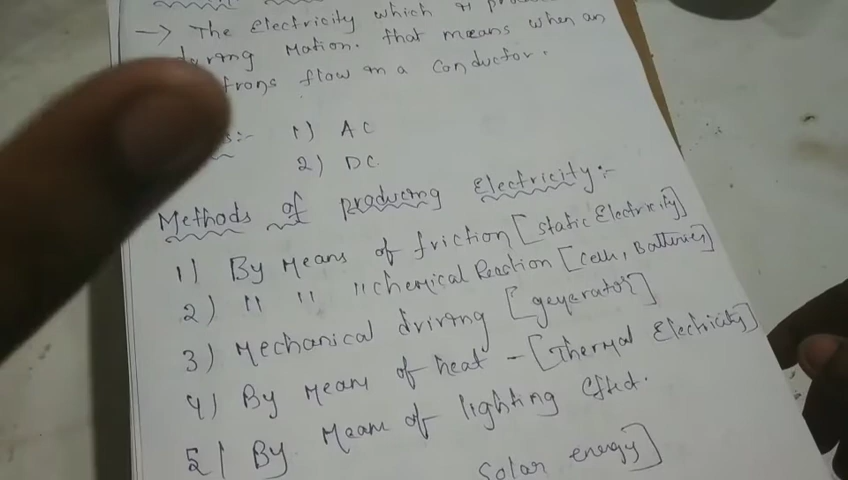 → The Electricity which
during Motion. that means when an
flow in a conductor.
1) AC
2) DC
Methods of producing Electricity:-
1) By Means of friction [static Electricity]
2) " " "chemical Reaction [cells, Batteries]
3) Mechanical driving [generator]
4) By Means of heat - [Thermal Electricity]
5) By Means of lighting Effect.
Solar energy]